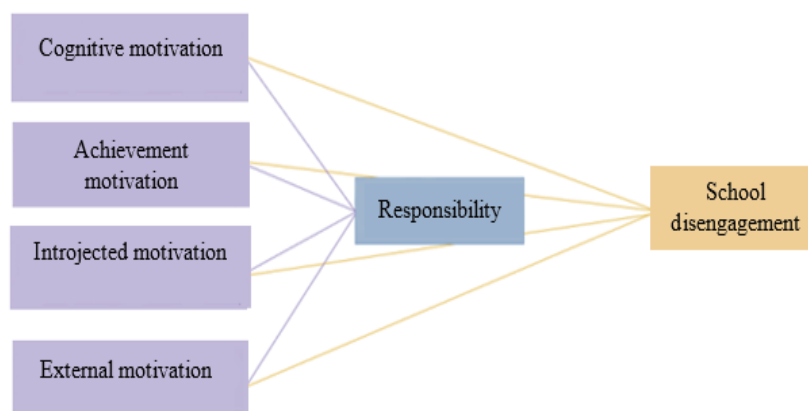 Cognitive motivation
Achievement
motivation
Introjected motivation
External motivation
Responsibility
School
disengagement